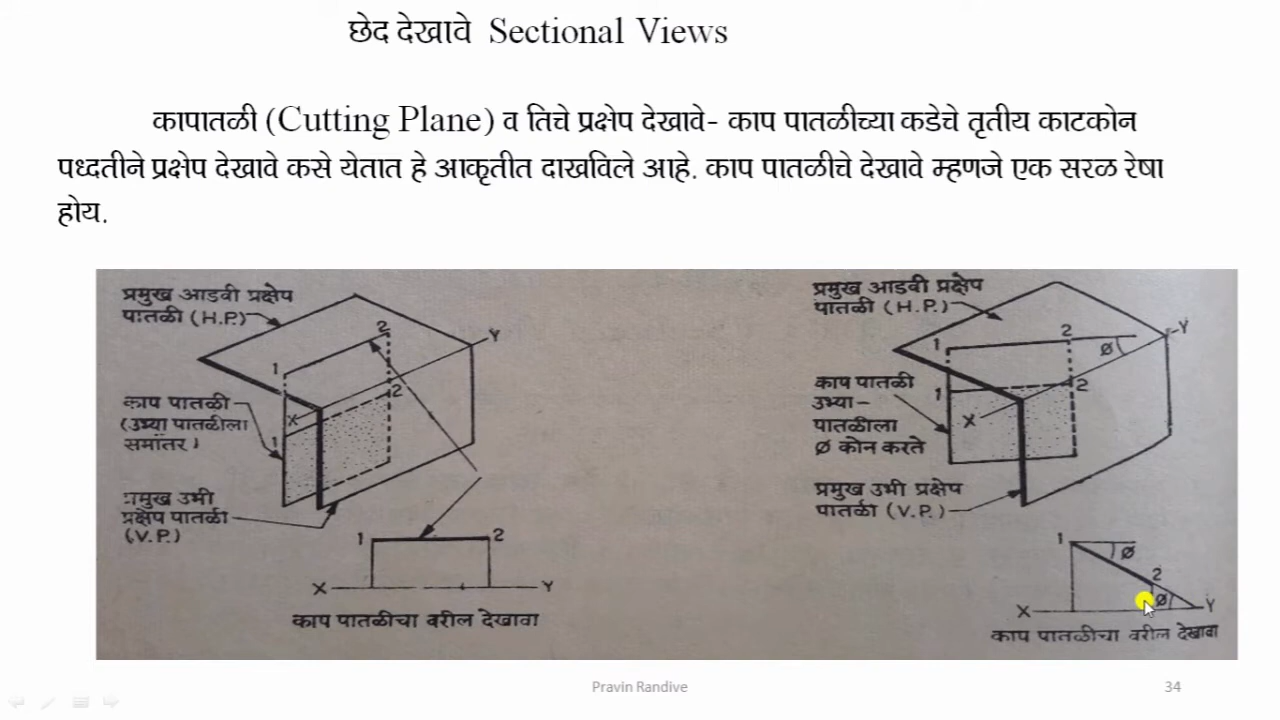 छेद देखावे Sectional Views
कापातळी (Cutting Plane) व तिचे प्रक्षेप देखावे- काप पातळीच्या कडेचे तृतीय काटकोन
पध्दतीने प्रक्षेप देखावे कसे येतात हे आकृतीत दाखविले आहे. काप पातळीचे देखावे म्हणजे एक सरळ रेषा
होय.
प्रमुख आडवी प्रक्षेप
पातळी (H.P.)
2
Y
1
काप पातळी
(उभ्या पातळीला
समांतर)
2
X
1
प्रमुख उभी
प्रक्षेप पातळी
(V.P.)
1 2
X Y
काप पातळीचा वरील देखावा
प्रमुख आडवी प्रक्षेप
पातळी (H.P.)
2
Y
1
ø
काप पातळी
उभ्या-
पातळीला
ø कोन करते
2
1
X
प्रमुख उभी प्रक्षेप
पातळी (V.P.)
1
ø
2
ø
X Y
काप पातळीचा वरील देखावा
Pravin Randive
34